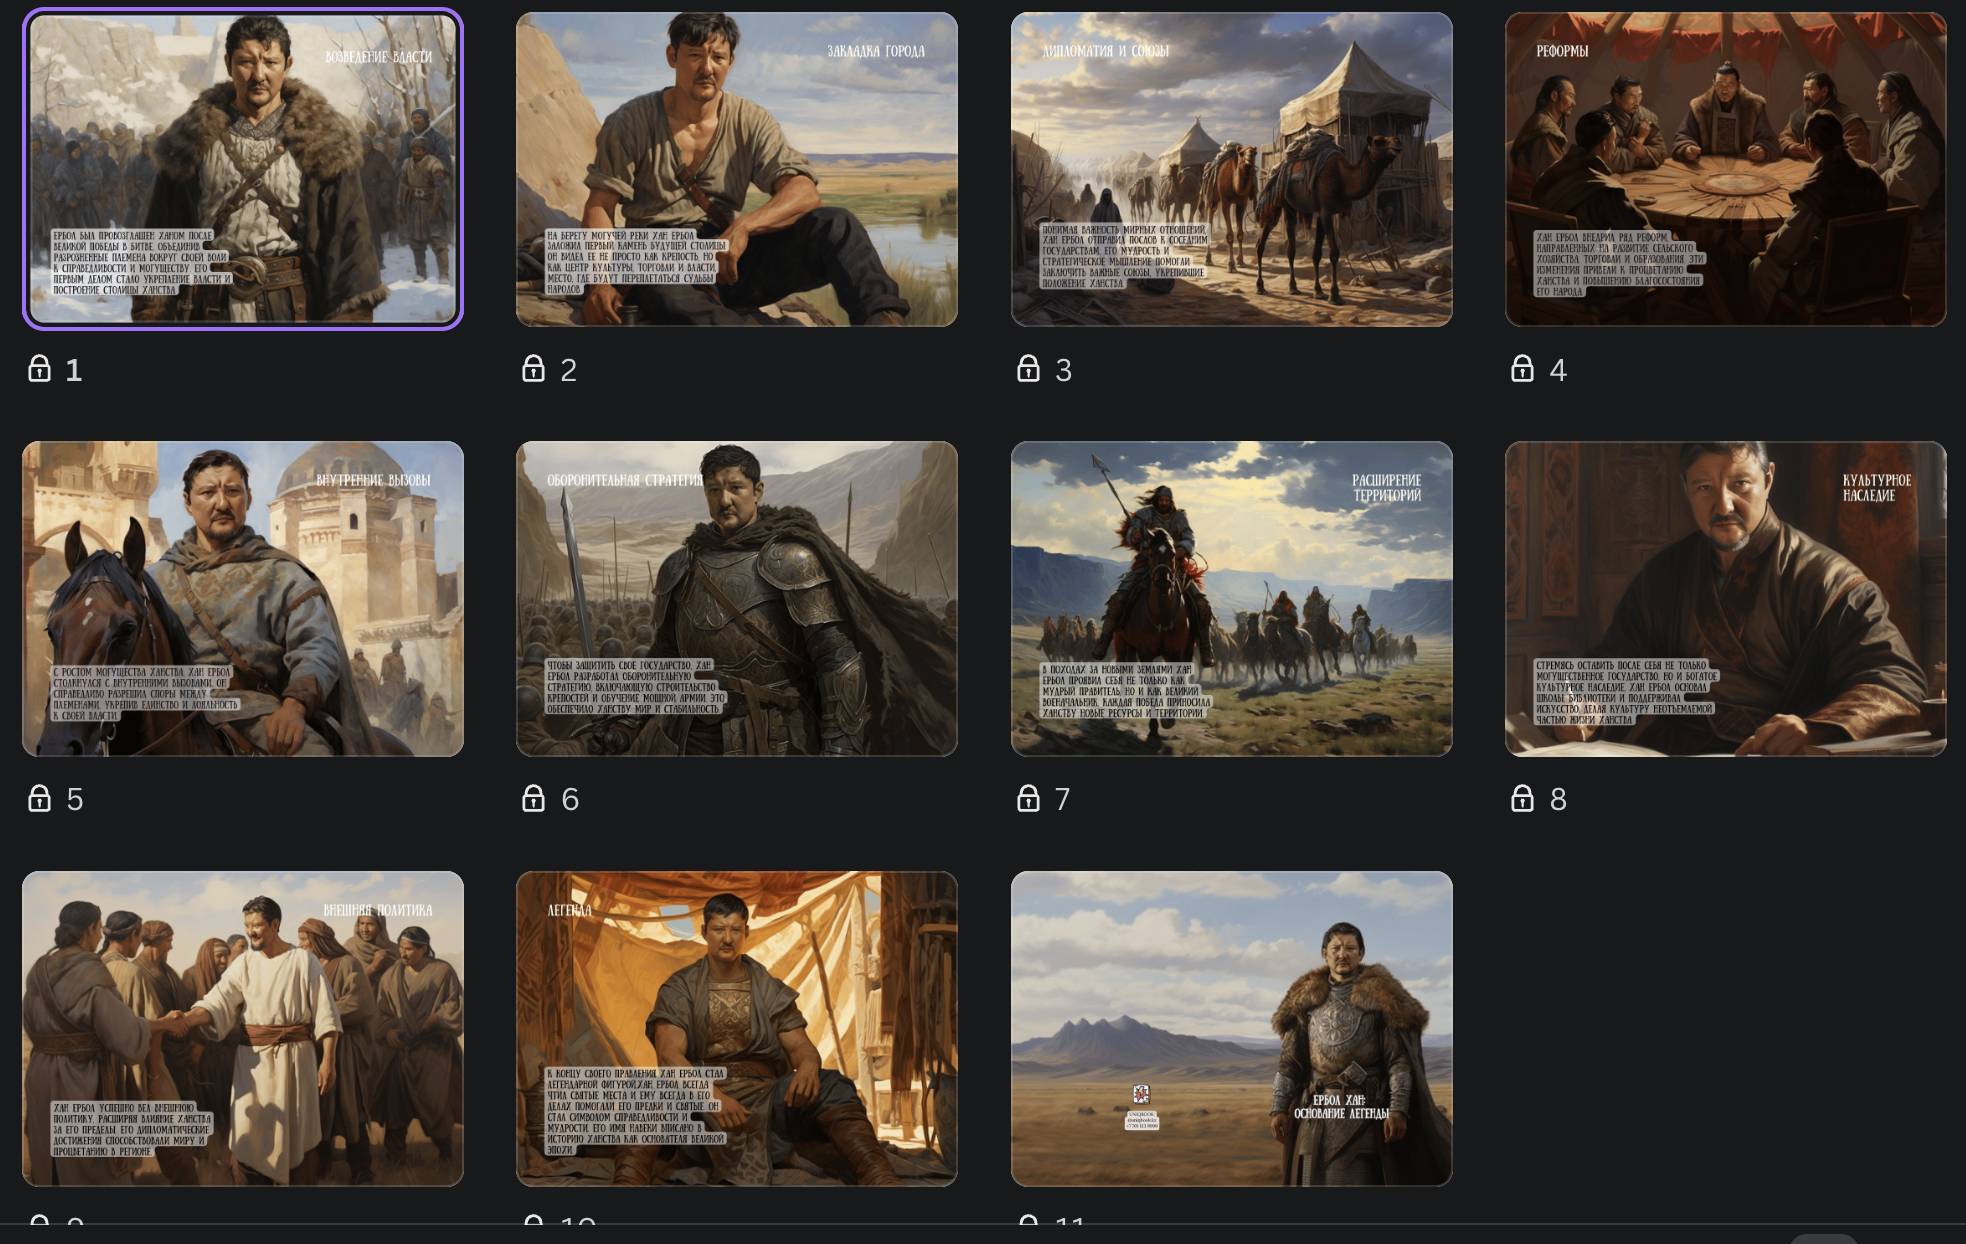 ВОЗВЕДЕНИЕ ВЛАСТИ
ЕРБОЛ БЫЛ ПРОВОЗГЛАШЕН ХАНОМ ПОСЛЕ
ВЕЛИКОЙ ПОБЕДЫ В БИТВЕ, ОБЪЕДИНИВ
РАЗРОЗНЕННЫЕ ПЛЕМЕНА ВОКРУГ СВОЕЙ ВОЛИ
К СПРАВЕДЛИВОСТИ И МОГУЩЕСТВУ. ЕГО
ПЕРВЫМ ДЕЛОМ СТАЛО УКРЕПЛЕНИЕ ВЛАСТИ И
ПОСТРОЕНИЕ СТОЛИЦЫ ХАНСТВА.
1
ЗАКЛАДКА ГОРОДА
НА БЕРЕГУ МОГУЧЕЙ РЕКИ ХАН ЕРБОЛ
ЗАЛОЖИЛ ПЕРВЫЙ КАМЕНЬ БУДУЩЕЙ СТОЛИЦЫ.
ОН ВИДЕЛ ЕЕ НЕ ПРОСТО КАК КРЕПОСТЬ, НО
КАК ЦЕНТР КУЛЬТУРЫ, ТОРГОВЛИ И ВЛАСТИ,
МЕСТО, ГДЕ БУДУТ ПЕРЕПЛЕТАТЬСЯ СУДЬБЫ
НАРОДОВ.
2
ДИПЛОМАТИЯ И СОЮЗЫ
ПОНИМАЯ ВАЖНОСТЬ МИРНЫХ ОТНОШЕНИЙ,
ХАН ЕРБОЛ ОТПРАВИЛ ПОСЛОВ К СОСЕДНИМ
ГОСУДАРСТВАМ. ЕГО МУДРОСТЬ И
СТРАТЕГИЧЕСКОЕ МЫШЛЕНИЕ ПОМОГЛИ
ЗАКЛЮЧИТЬ ВАЖНЫЕ СОЮЗЫ, УКРЕПИВШИЕ
ПОЛОЖЕНИЕ ХАНСТВА.
3
РЕФОРМЫ
ХАН ЕРБОЛ ВНЕДРИЛ РЯД РЕФОРМ,
НАПРАВЛЕННЫХ НА РАЗВИТИЕ СЕЛЬСКОГО
ХОЗЯЙСТВА, ТОРГОВЛИ И ОБРАЗОВАНИЯ. ЭТИ
ИЗМЕНЕНИЯ ПРИВЕЛИ К ПРОЦВЕТАНИЮ
ХАНСТВА И ПОВЫШЕНИЮ БЛАГОСОСТОЯНИЯ
ЕГО НАРОДА.
4
ВНУТРЕННИЕ ВЫЗОВЫ
С РОСТОМ МОГУЩЕСТВА ХАНСТВА, ХАН ЕРБОЛ
СТОЛКНУЛСЯ С ВНУТРЕННИМИ ВЫЗОВАМИ. ОН
СПРАВЕДЛИВО РАЗРЕШИЛ СПОРЫ МЕЖДУ
ПЛЕМЕНАМИ, УКРЕПИВ ЕДИНСТВО И ЛОЯЛЬНОСТЬ
К СВОЕЙ ВЛАСТИ.
5
ОБОРОНИТЕЛЬНАЯ СТРАТЕГИЯ
ЧТОБЫ ЗАЩИТИТЬ СВОЕ ГОСУДАРСТВО, ХАН
ЕРБОЛ РАЗРАБОТАЛ ОБОРОНИТЕЛЬНУЮ
СТРАТЕГИЮ, ВКЛЮЧАЮЩУЮ СТРОИТЕЛЬСТВО
КРЕПОСТЕЙ И ОБУЧЕНИЕ МОЩНОЙ АРМИИ. ЭТО
ОБЕСПЕЧИЛО ХАНСТВУ МИР И СТАБИЛЬНОСТЬ.
6
РАСШИРЕНИЕ
ТЕРРИТОРИЙ
В ПОХОДАХ ЗА НОВЫМИ ЗЕМЛЯМИ ХАН
ЕРБОЛ ПРОЯВИЛ СЕБЯ НЕ ТОЛЬКО КАК
МУДРЫЙ ПРАВИТЕЛЬ, НО И КАК ВЕЛИКИЙ
ВОЕНАЧАЛЬНИК. КАЖДАЯ ПОБЕДА ПРИНОСИЛА
ХАНСТВУ НОВЫЕ РЕСУРСЫ И ТЕРРИТОРИИ.
7
КУЛЬТУРНОЕ
НАСЛЕДИЕ
СТРЕМЯСЬ ОСТАВИТЬ ПОСЛЕ СЕБЯ НЕ ТОЛЬКО
МОГУЩЕСТВЕННОЕ ГОСУДАРСТВО, НО И БОГАТОЕ
КУЛЬТУРНОЕ НАСЛЕДИЕ, ХАН ЕРБОЛ ОСНОВАЛ
ШКОЛЫ, БИБЛИОТЕКИ И ПОДДЕРЖИВАЛ
ИСКУССТВО, ДЕЛАЯ КУЛЬТУРУ НЕОТЪЕМЛЕМОЙ
ЧАСТЬЮ ЖИЗНИ ХАНСТВА.
8
ВНЕШНЯЯ ПОЛИТИКА
ХАН ЕРБОЛ УСПЕШНО ВЕЛ ВНЕШНЮЮ
ПОЛИТИКУ, РАСШИРЯЯ ВЛИЯНИЕ ХАНСТВА
ЗА ЕГО ПРЕДЕЛЫ. ЕГО ДИПЛОМАТИЧЕСКИЕ
ДОСТИЖЕНИЯ СПОСОБСТВОВАЛИ МИРУ И
ПРОЦВЕТАНИЮ В РЕГИОНЕ.
9
ЛЕГЕНДА
К КОНЦУ СВОЕГО ПРАВЛЕНИЯ ХАН ЕРБОЛ СТАЛ
ЛЕГЕНДАРНОЙ ФИГУРОЙ.ХАН ЕРБОЛ ВСЕГДА
ЧТИЛ СВЯТЫЕ МЕСТА И ЕМУ ВСЕГДА В ЕГО
ДЕЛАХ ПОМОГАЛИ ЕГО ПРЕДКИ И СВЯТЫЕ. ОН
СТАЛ СИМВОЛОМ СПРАВЕДЛИВОСТИ И
МУДРОСТИ. ЕГО ИМЯ НАВЕКИ ВПИСАНО В
ИСТОРИЮ ХАНСТВА КАК ОСНОВАТЕЛЯ ВЕЛИКОЙ
ЭПОХИ.
10
ЕРБОЛ ХАН:
ОСНОВАНИЕ ЛЕГЕНДЫ
11